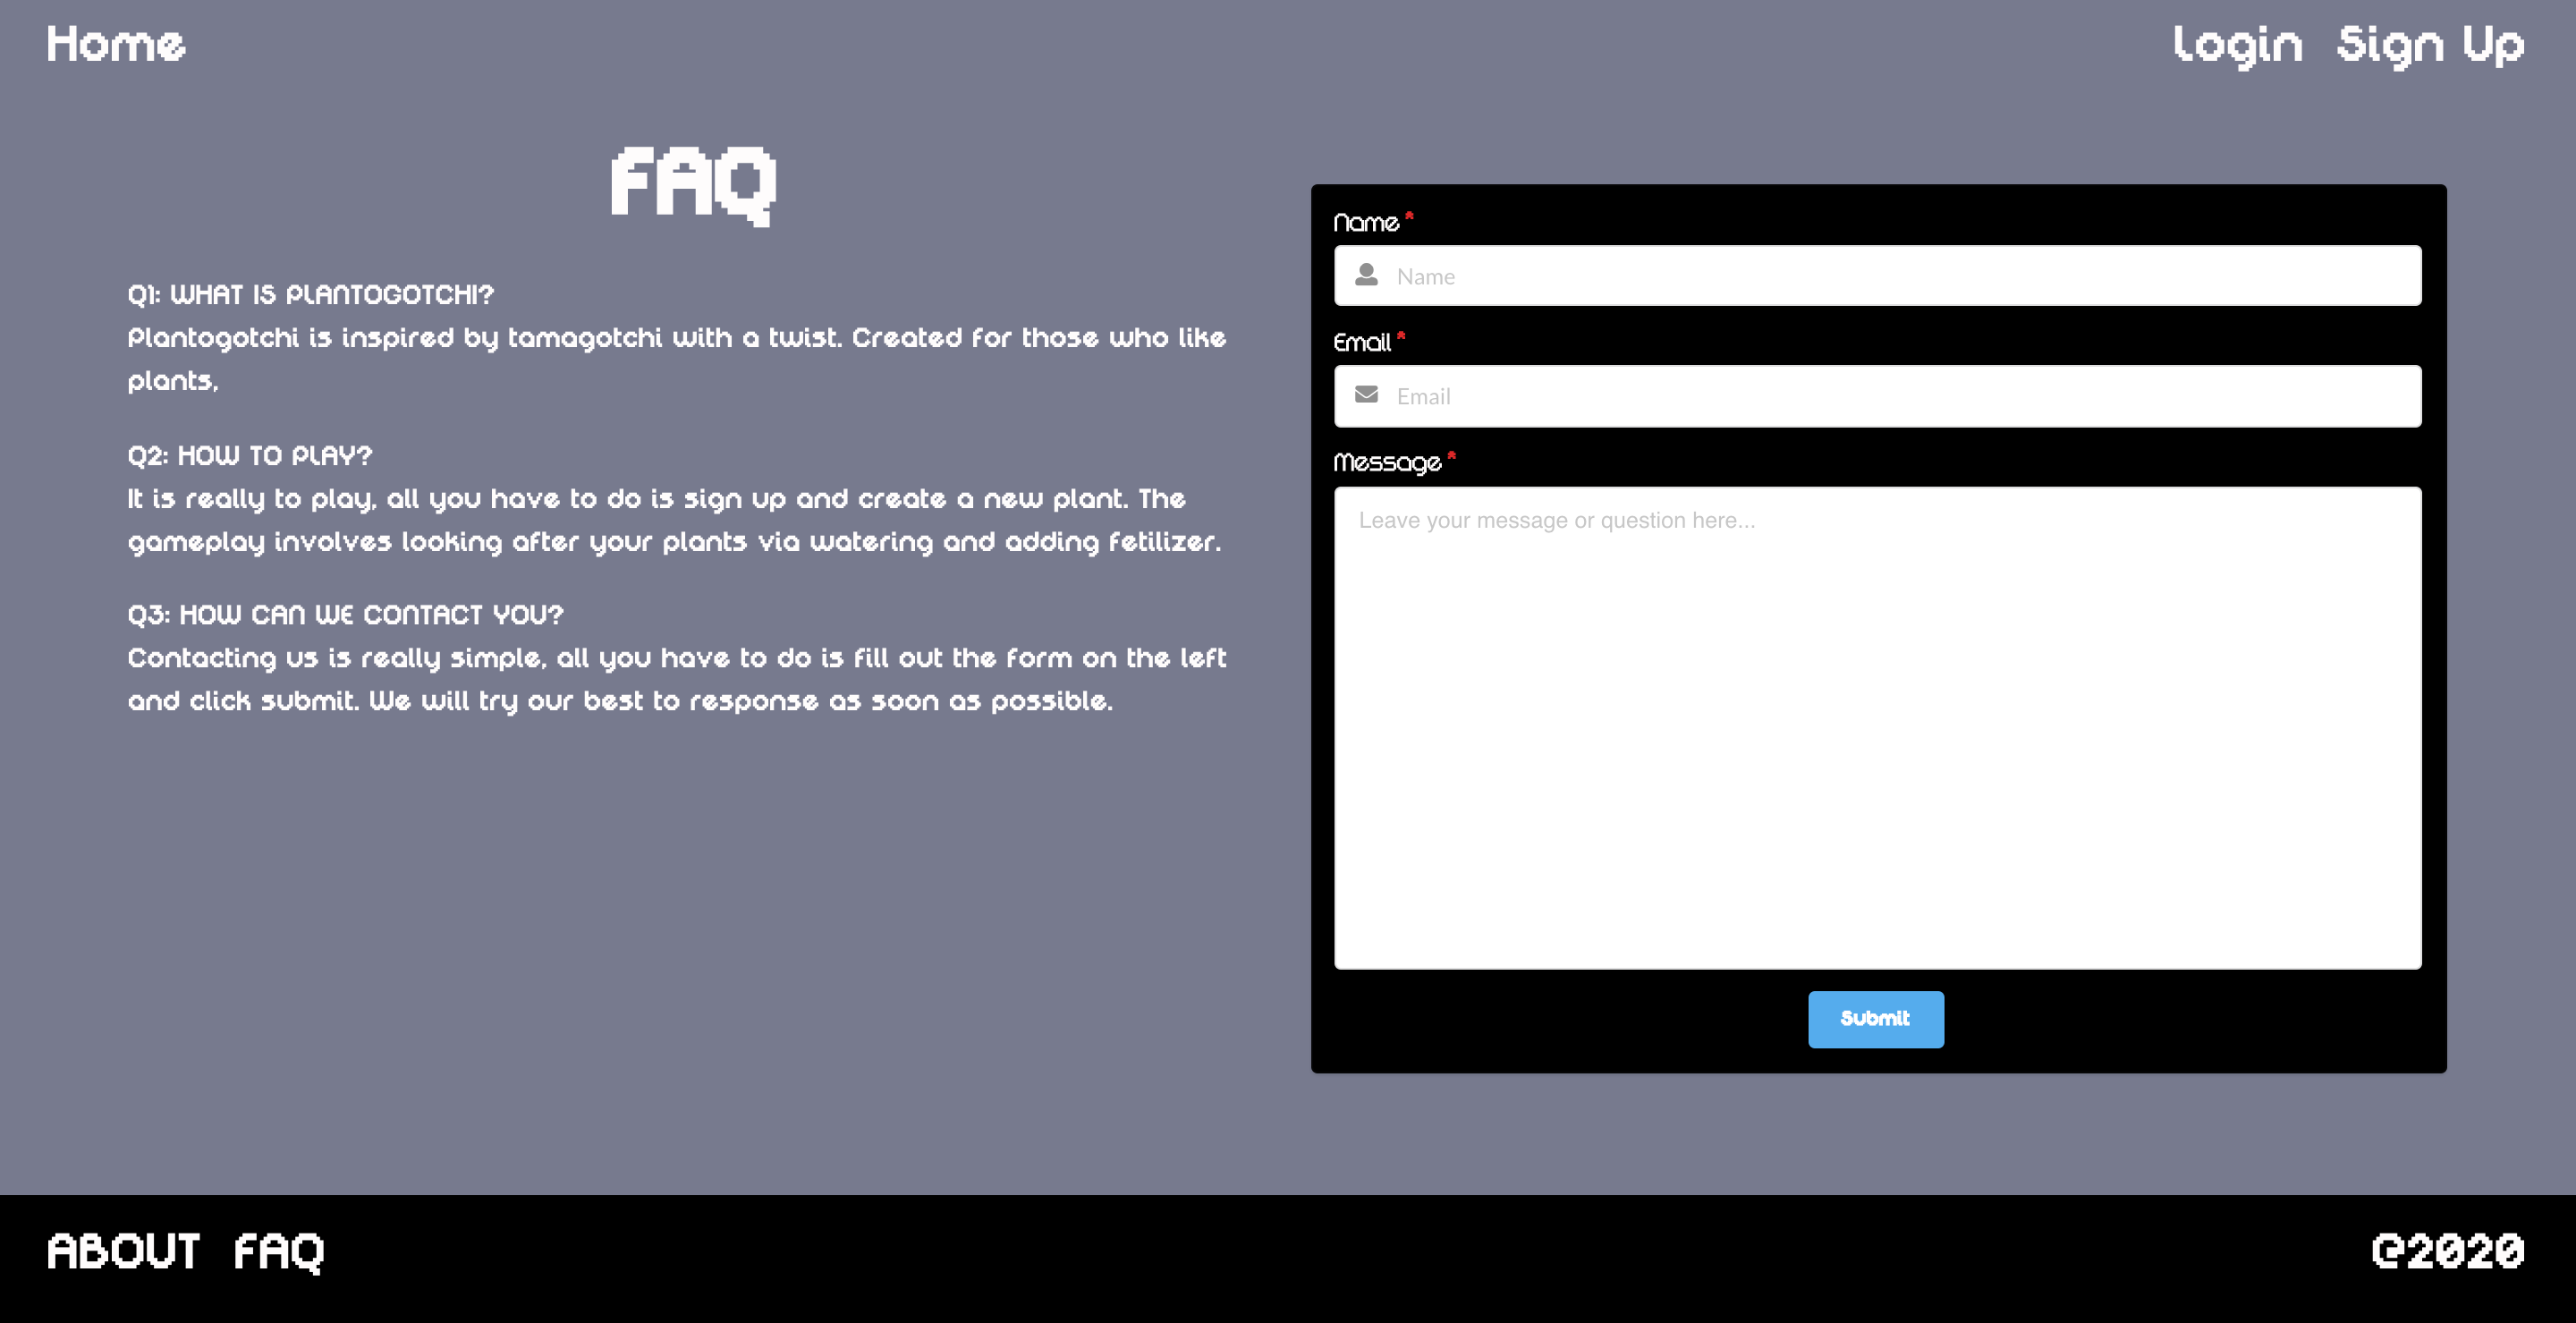 Home
Login Sign Up
FAQ
Q1: WHAT IS PLANTOGOTCHI?
Plantogotchi is inspired by tamagotchi with a twist. Created for those who like
plants,
Q2: HOW TO PLAY?
It is really to play, all you have to do is sign up and create a new plant. The
gameplay involves looking after your plants via watering and adding fetilizer.
Q3: HOW CAN WE CONTACT YOU?
Contacting us is really simple, all you have to do is fill out the form on the left
and click submit. We will try our best to response as soon as possible.
Name *
Name
Email *
Email
Message *
Leave your message or question here...
Submit
ABOUT FAQ
@2020